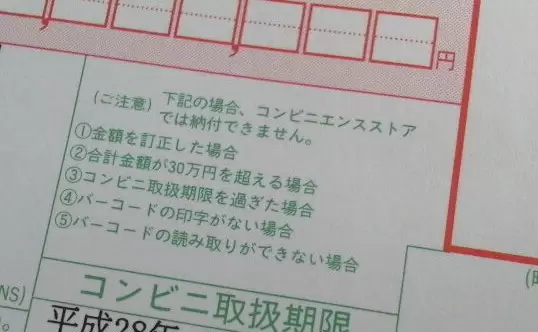 円
(ご注意) 下記の場合、コンビニエンスストア
では納付できません。
①金額を訂正した場合
②合計金額が30万円を超える場合
③コンビニ取扱期限を過ぎた場合
④バーコードの印字がない場合
⑤バーコードの読み取りができない場合
NS)
コンビニ取扱期限
平成28年